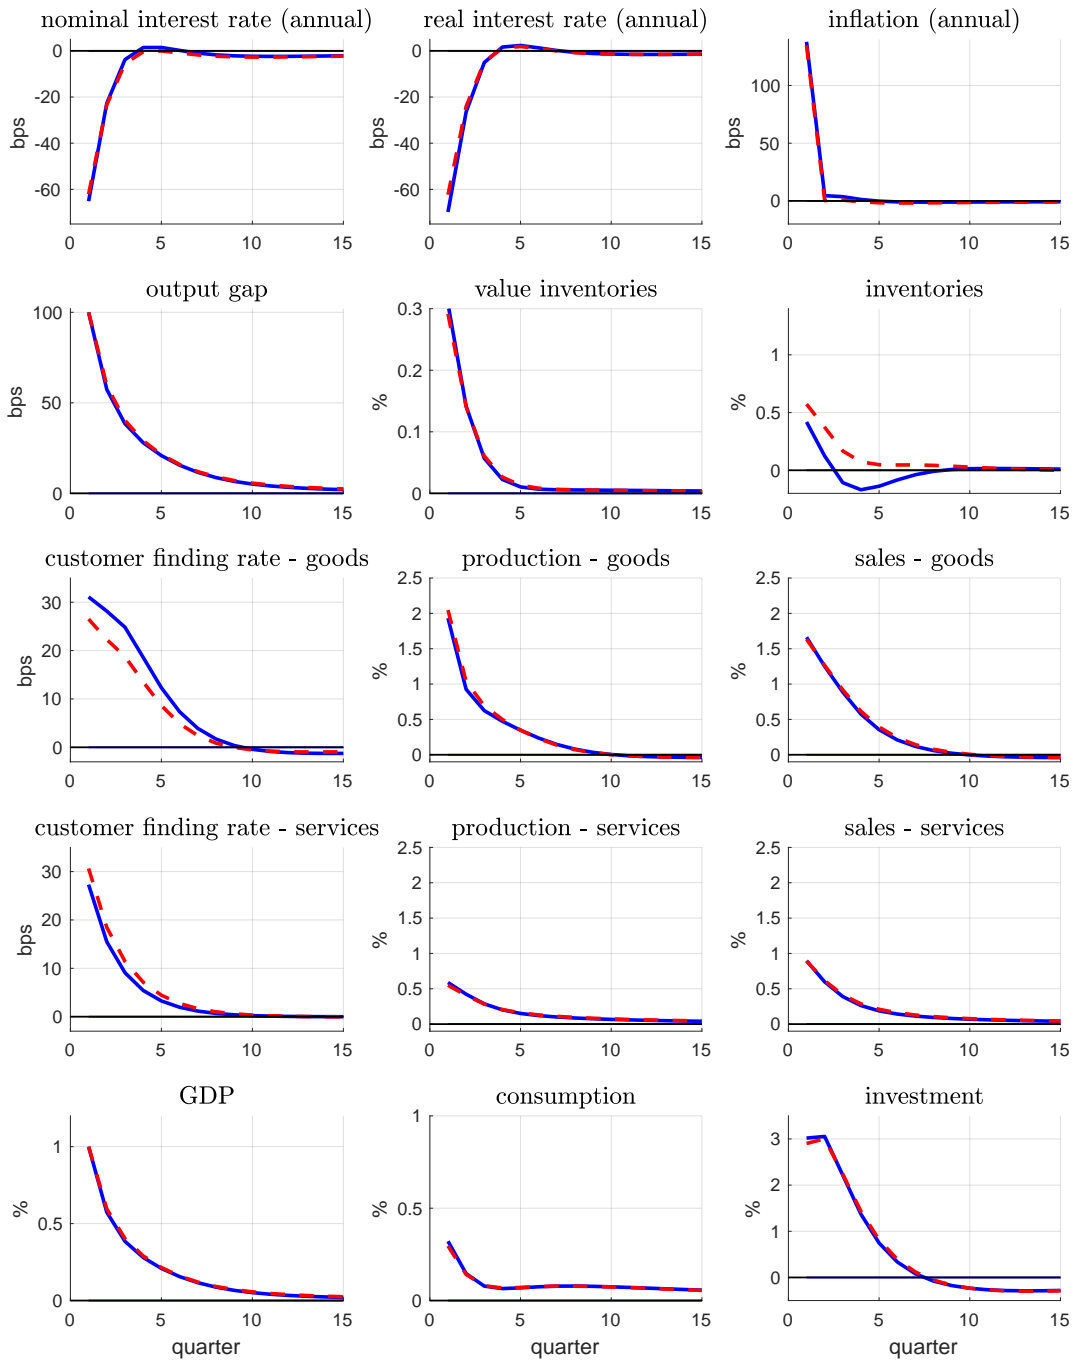 nominal interest rate (annual)
real interest rate (annual)
inflation (annual)
0
-20
-40
-60
bps
0 5 10 15
0
-20
-40
-60
bps
0 5 10 15
100
50
0
bps
0 5 10 15
output gap
value inventories
inventories
100
50
0
bps
0 5 10 15
0.3
0.2
0.1
0
%
0 5 10 15
1
0.5
0
%
0 5 10 15
customer finding rate - goods
production - goods
sales - goods
30
20
10
0
bps
0 5 10 15
2.5
2
1.5
1
0.5
0
%
0 5 10 15
2.5
2
1.5
1
0.5
0
%
0 5 10 15
customer finding rate - services
production - services
sales - services
30
20
10
0
bps
0 5 10 15
2.5
2
1.5
1
0.5
0
%
0 5 10 15
2.5
2
1.5
1
0.5
0
%
0 5 10 15
GDP
consumption
investment
1
0.5
0
%
0 5 10 15
quarter
1
0.5
0
%
0 5 10 15
quarter
3
2
1
0
%
0 5 10 15
quarter